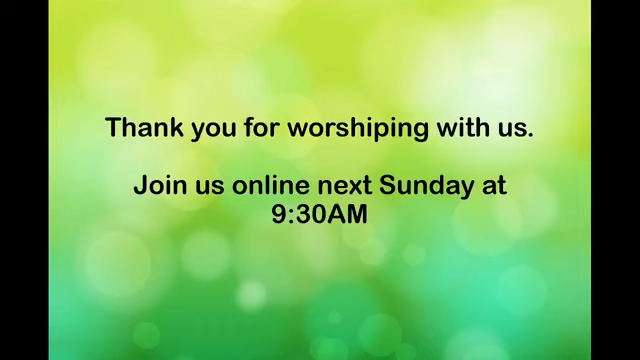 Thank you for worshiping with us.
Join us online next Sunday at
9:30AM